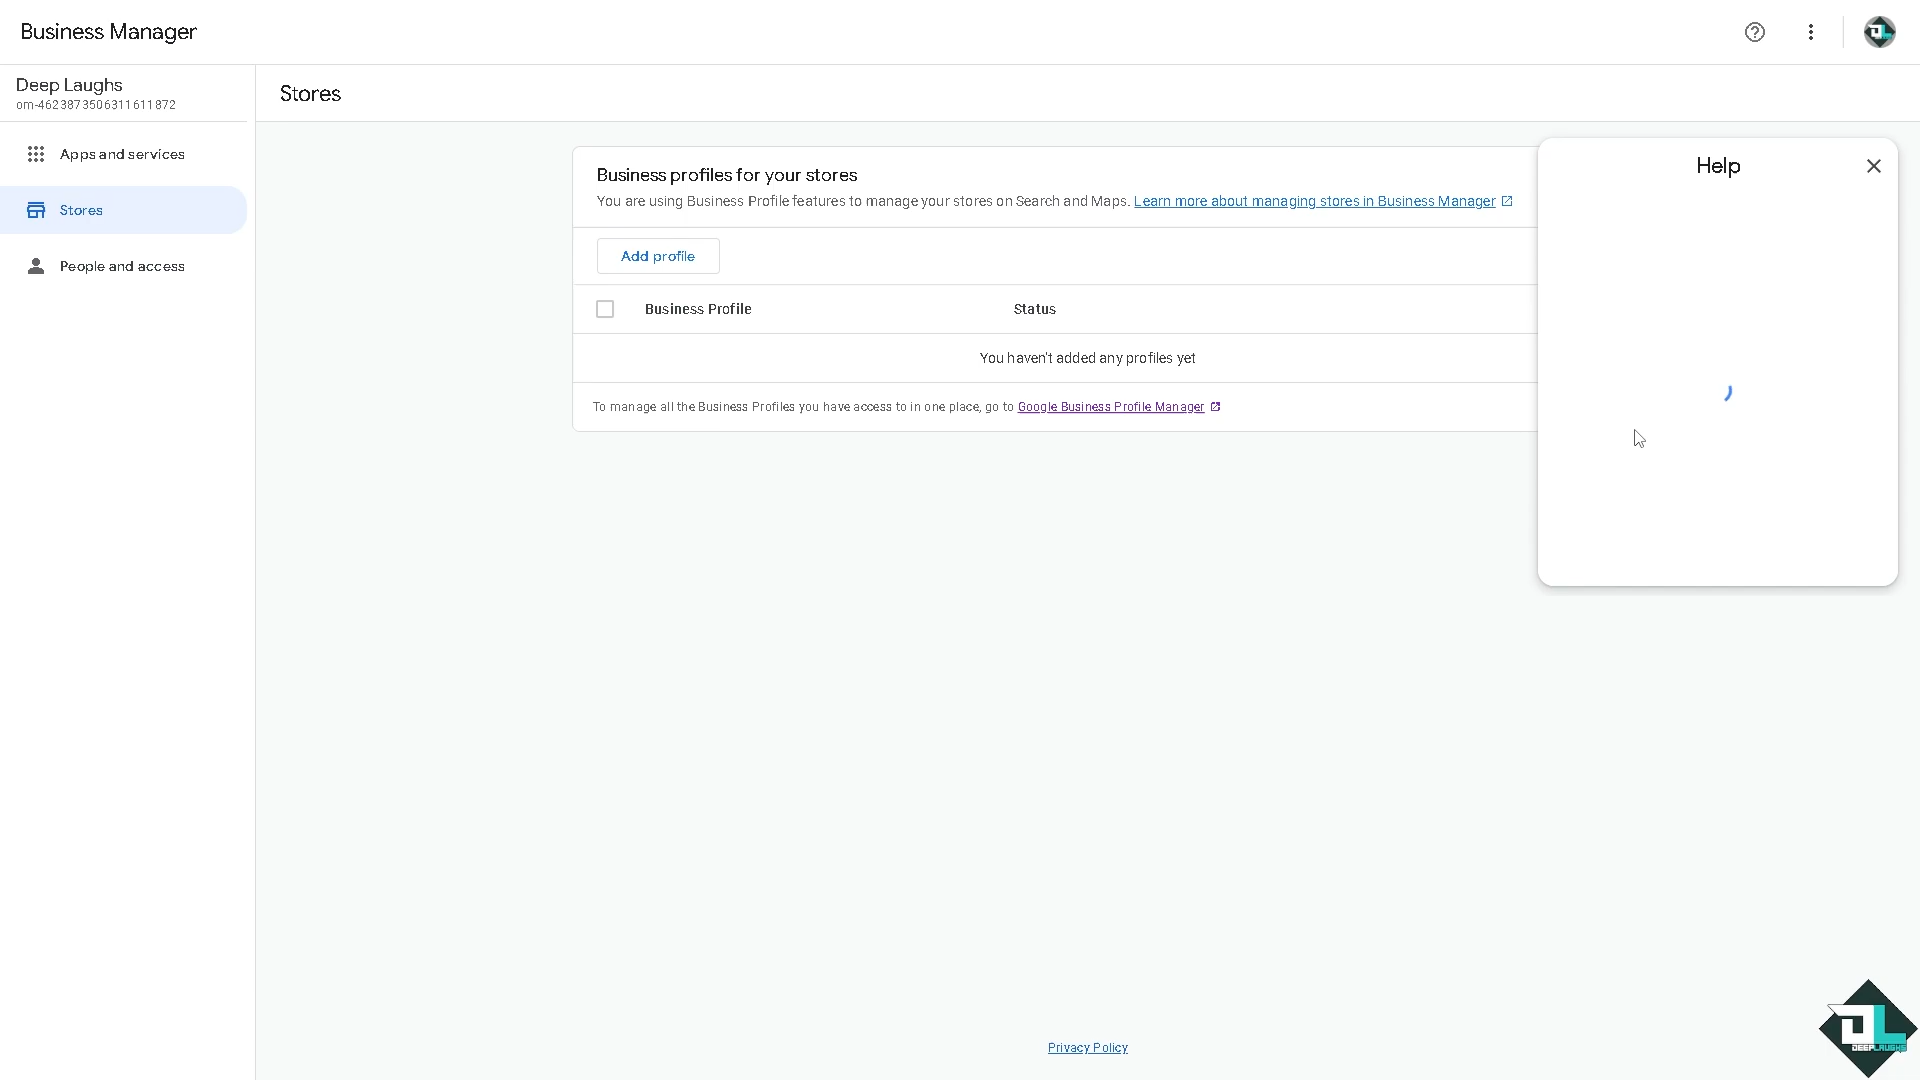 Business Manager
Deep Laughs
om-4623873506311611872
Stores
Apps and services
Stores
People and access
Business profiles for your stores
You are using Business Profile features to manage your stores on Search and Maps. Learn more about managing stores in Business Manager
Add profile
Business Profile Status
You haven't added any profiles yet
To manage all the Business Profiles you have access to in one place, go to Google Business Profile Manager
Help
Privacy Policy
DL
DEEPLAUGHS